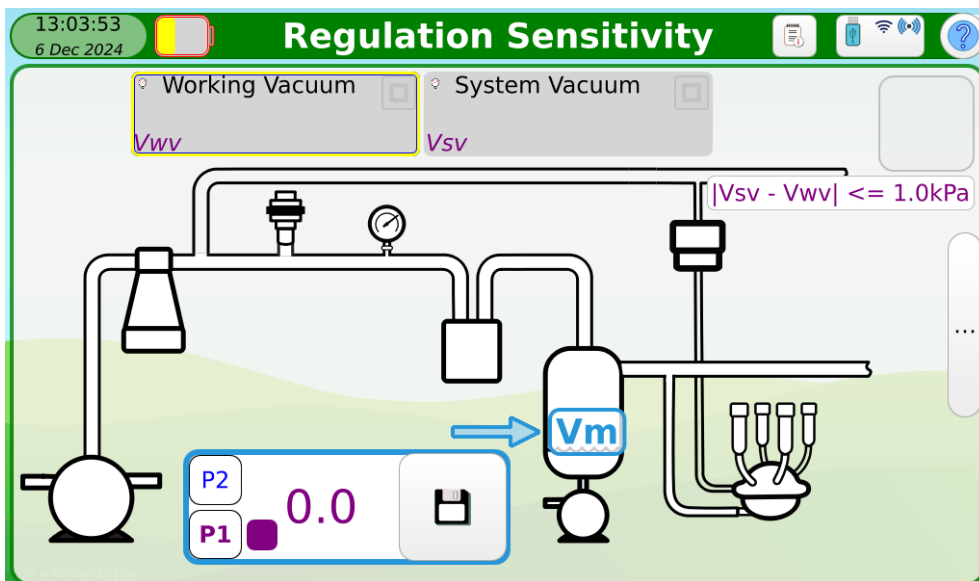 13:03:53
6 Dec 2024
Regulation Sensitivity
?
Working Vacuum
Vwv
System Vacuum
Vsv
|Vsv - Vwv| <= 1.0kPa
...
Vm
P2
P1
0.0